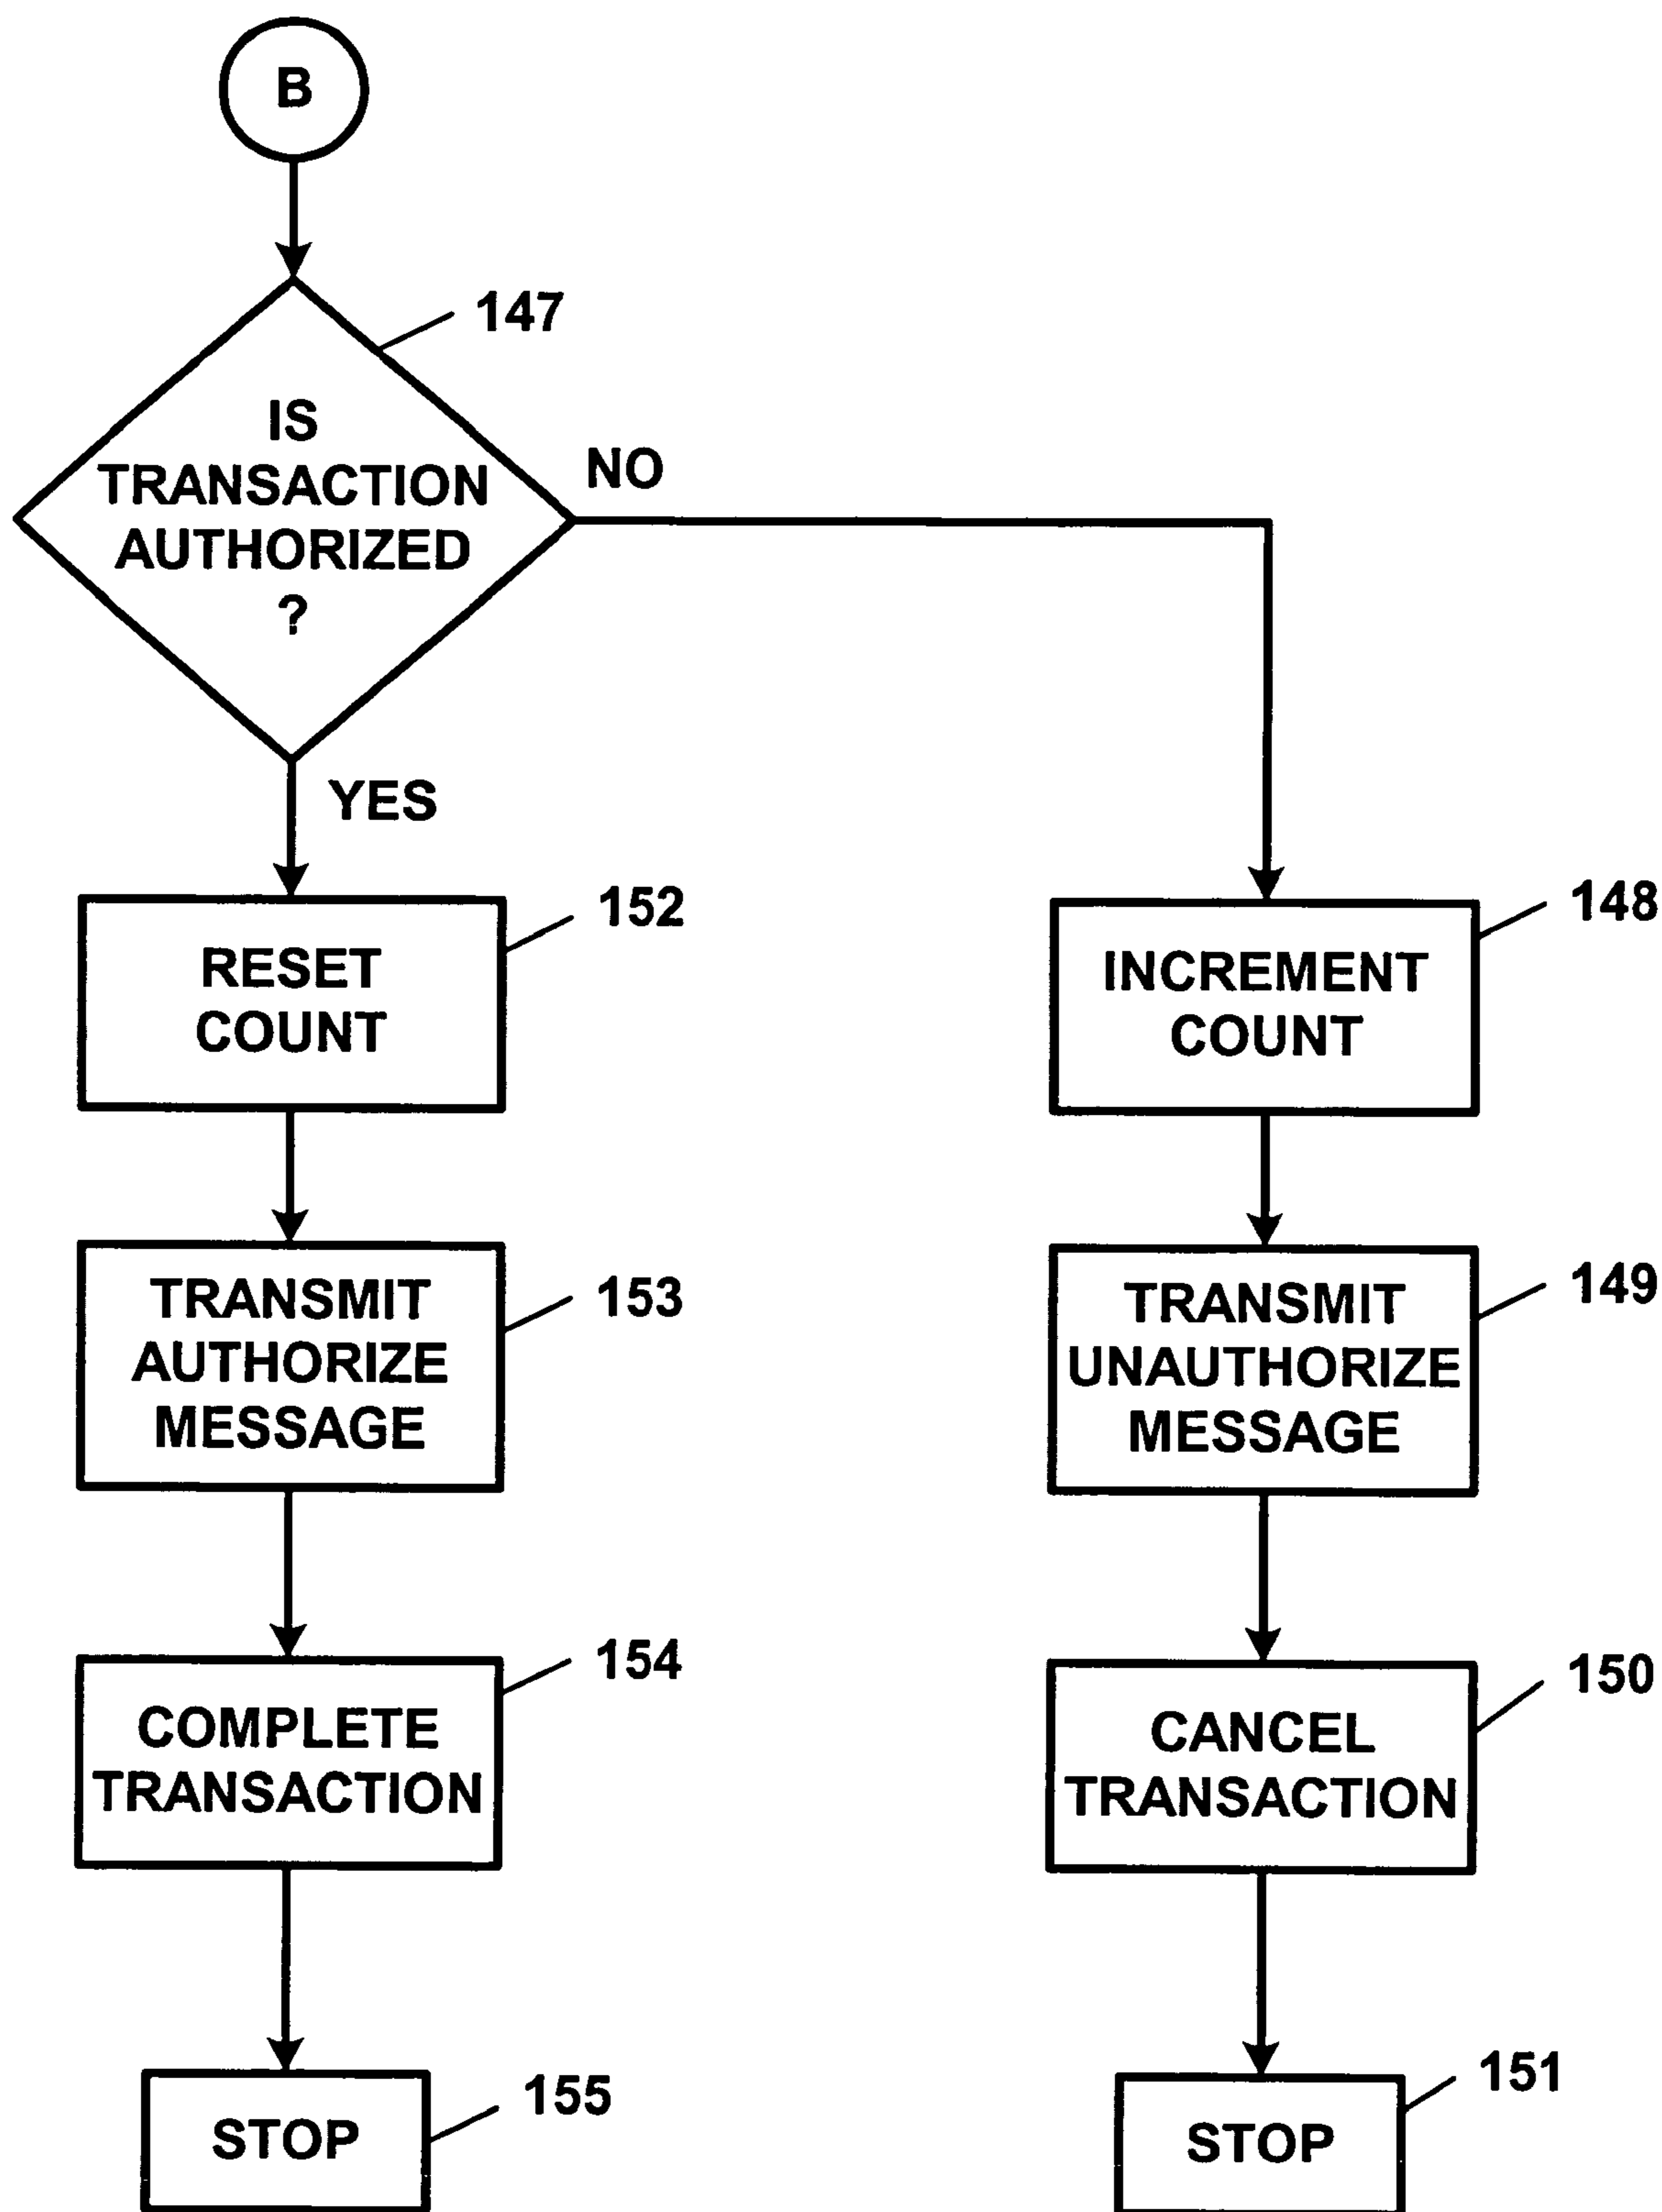 B
147
IS
TRANSACTION
AUTHORIZED
?
NO
YES
152
RESET
COUNT
148
INCREMENT
COUNT
153
TRANSMIT
AUTHORIZE
MESSAGE
149
TRANSMIT
UNAUTHORIZE
MESSAGE
154
COMPLETE
TRANSACTION
150
CANCEL
TRANSACTION
155
STOP
151
STOP